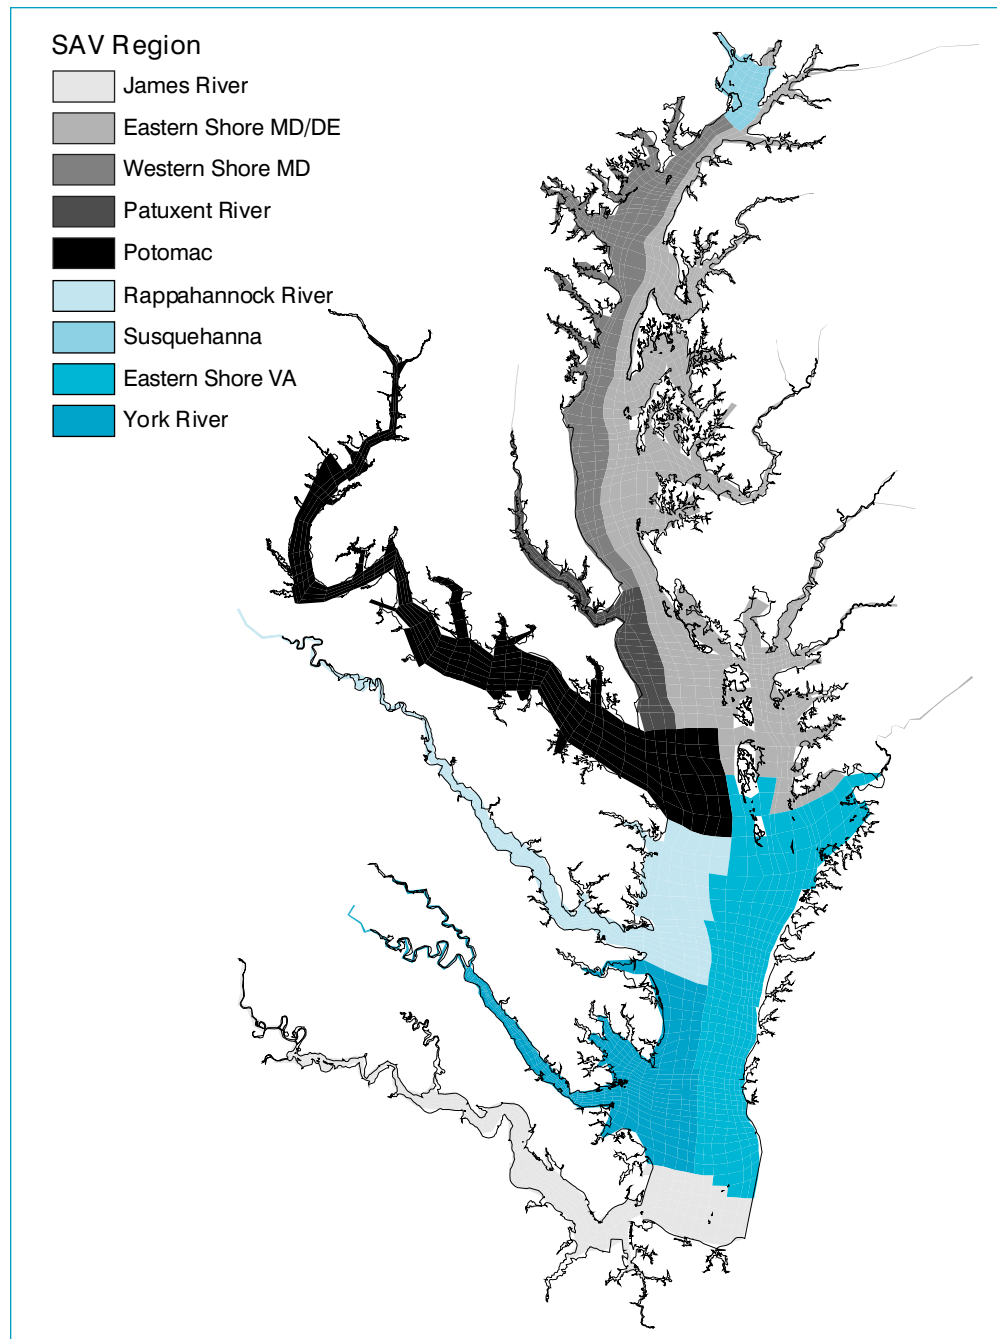 SAV Region
James River
Eastern Shore MD/DE
Western Shore MD
Patuxent River
Potomac
Rappahannock River
Susquehanna
Eastern Shore VA
York River